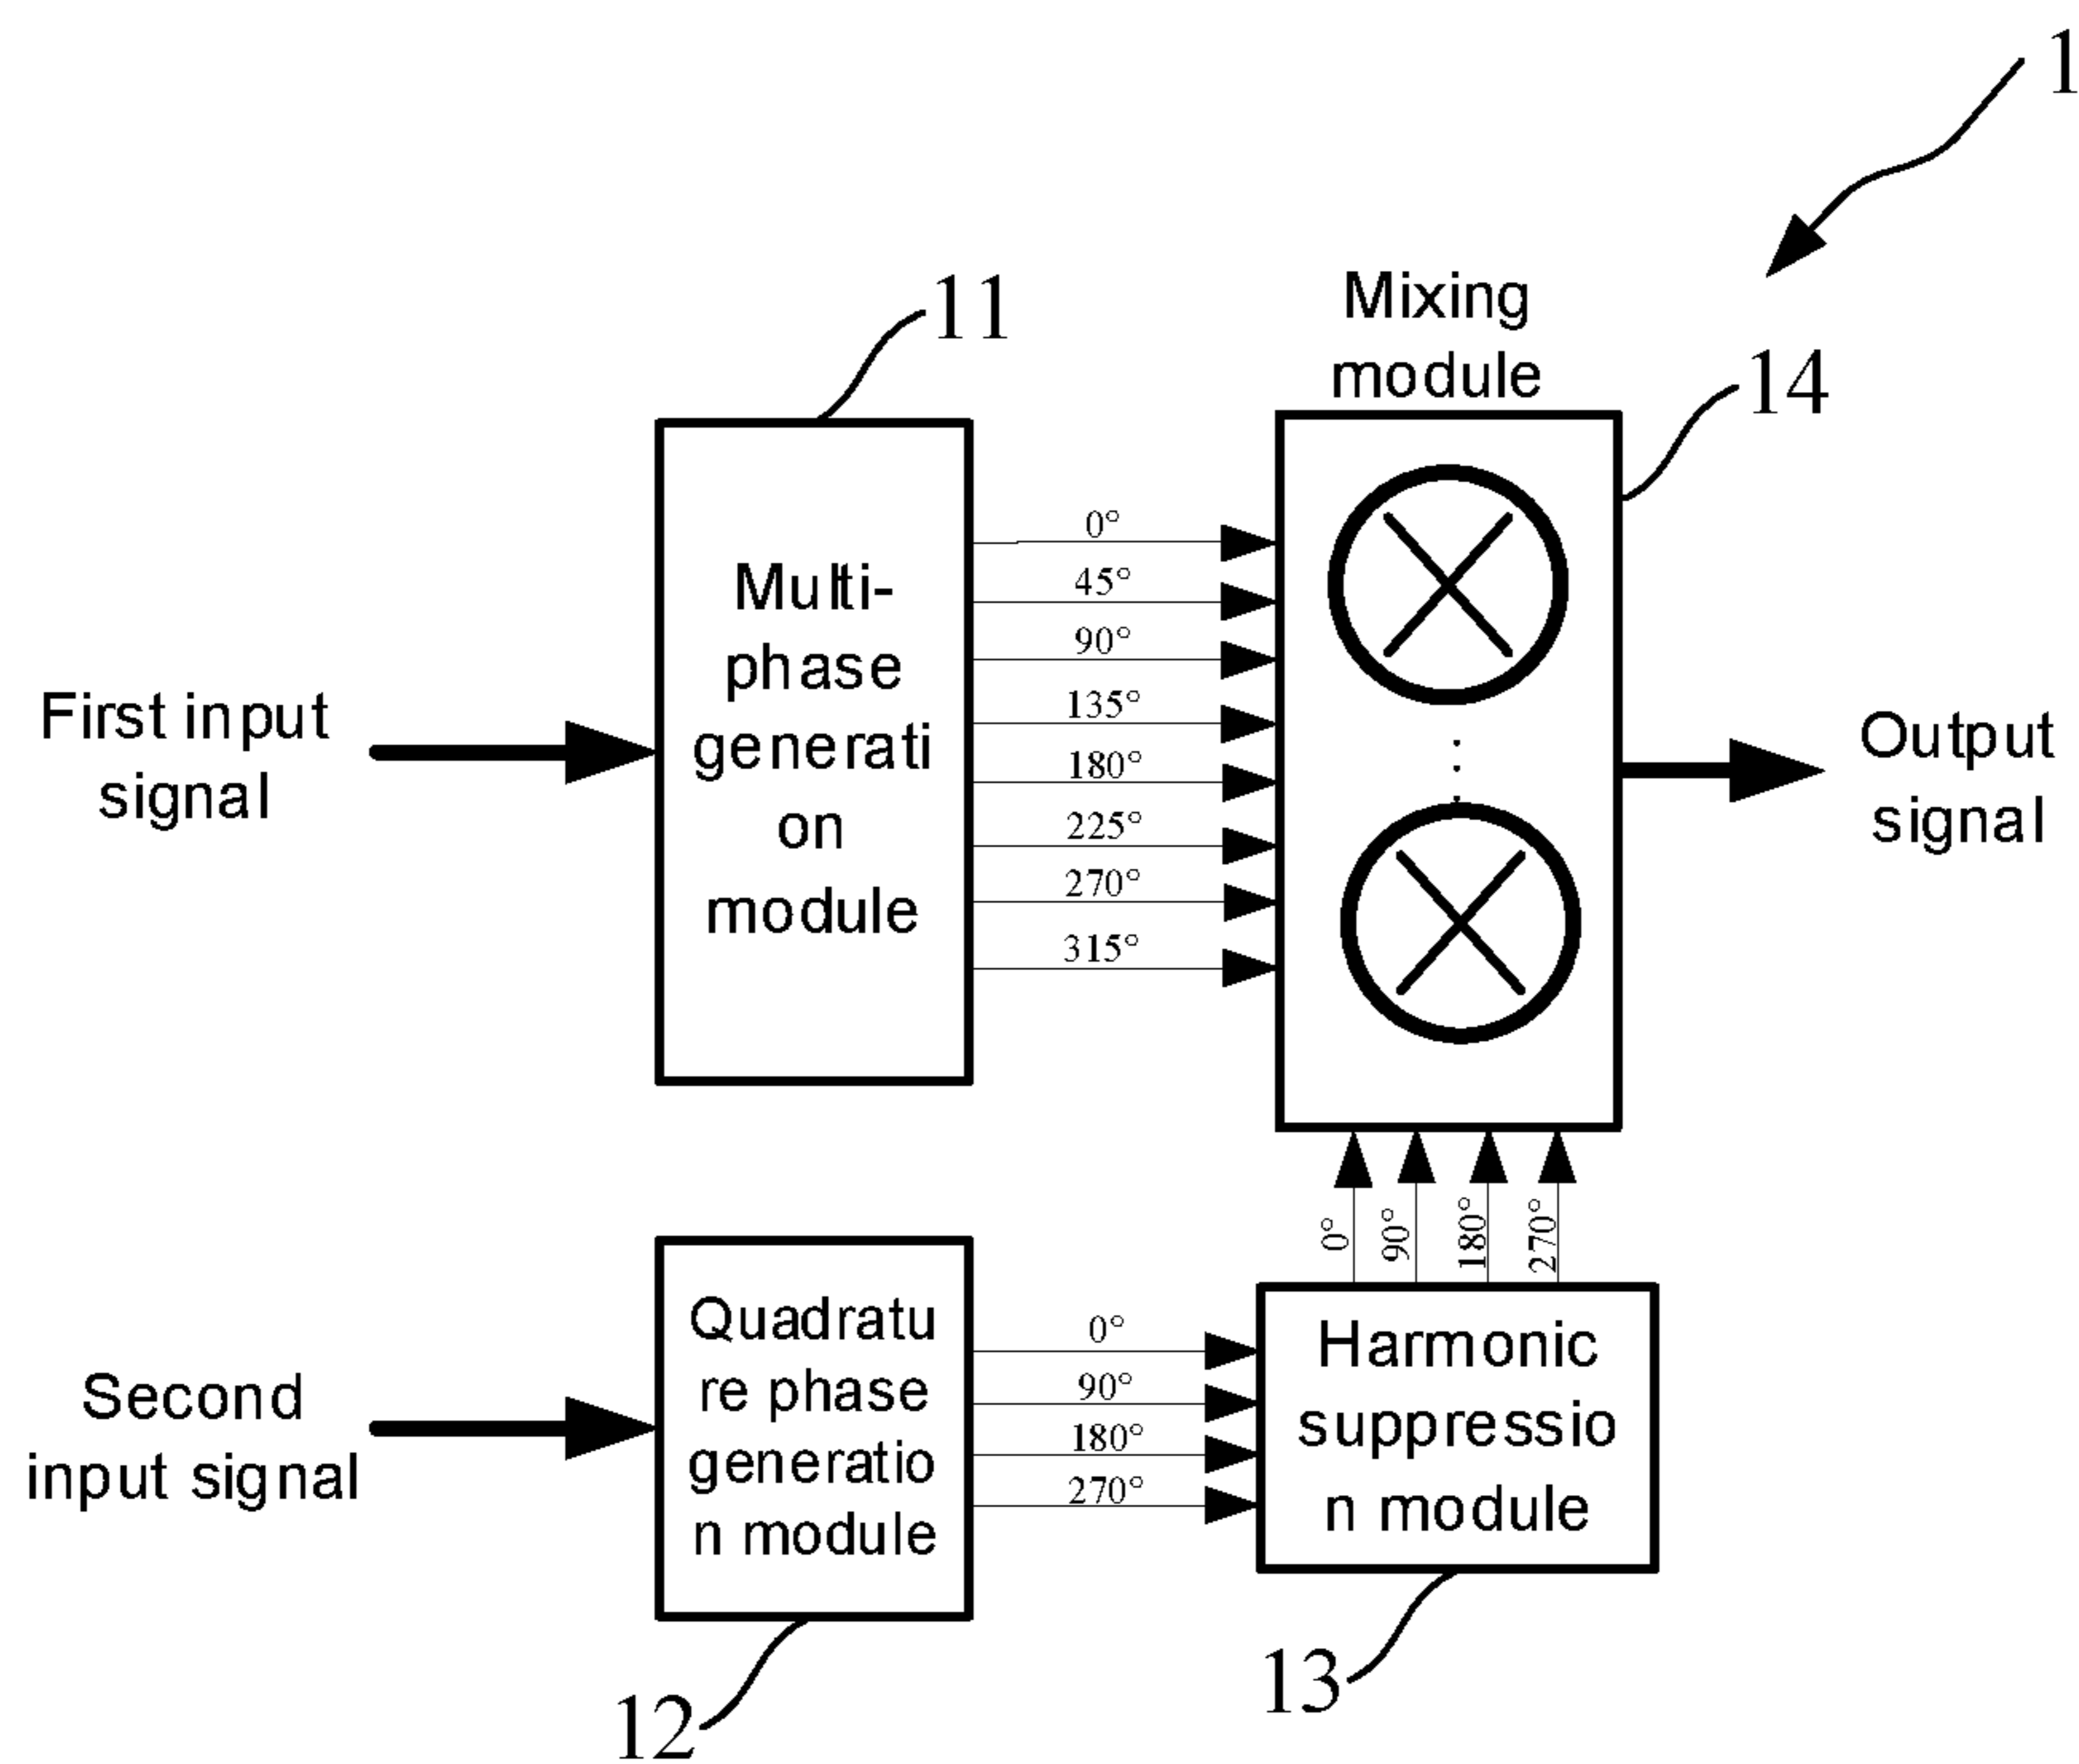 1
11
Mixing
module
14
First input
signal
Multi-
phase
generati
on
module
0°
45°
90°
135°
180°
225°
270°
315°
Output
signal
0°
90°
180°
270°
Second
input signal
Quadratu
re phase
generatio
n module
0°
90°
180°
270°
Harmonic
suppressio
n module
12
13